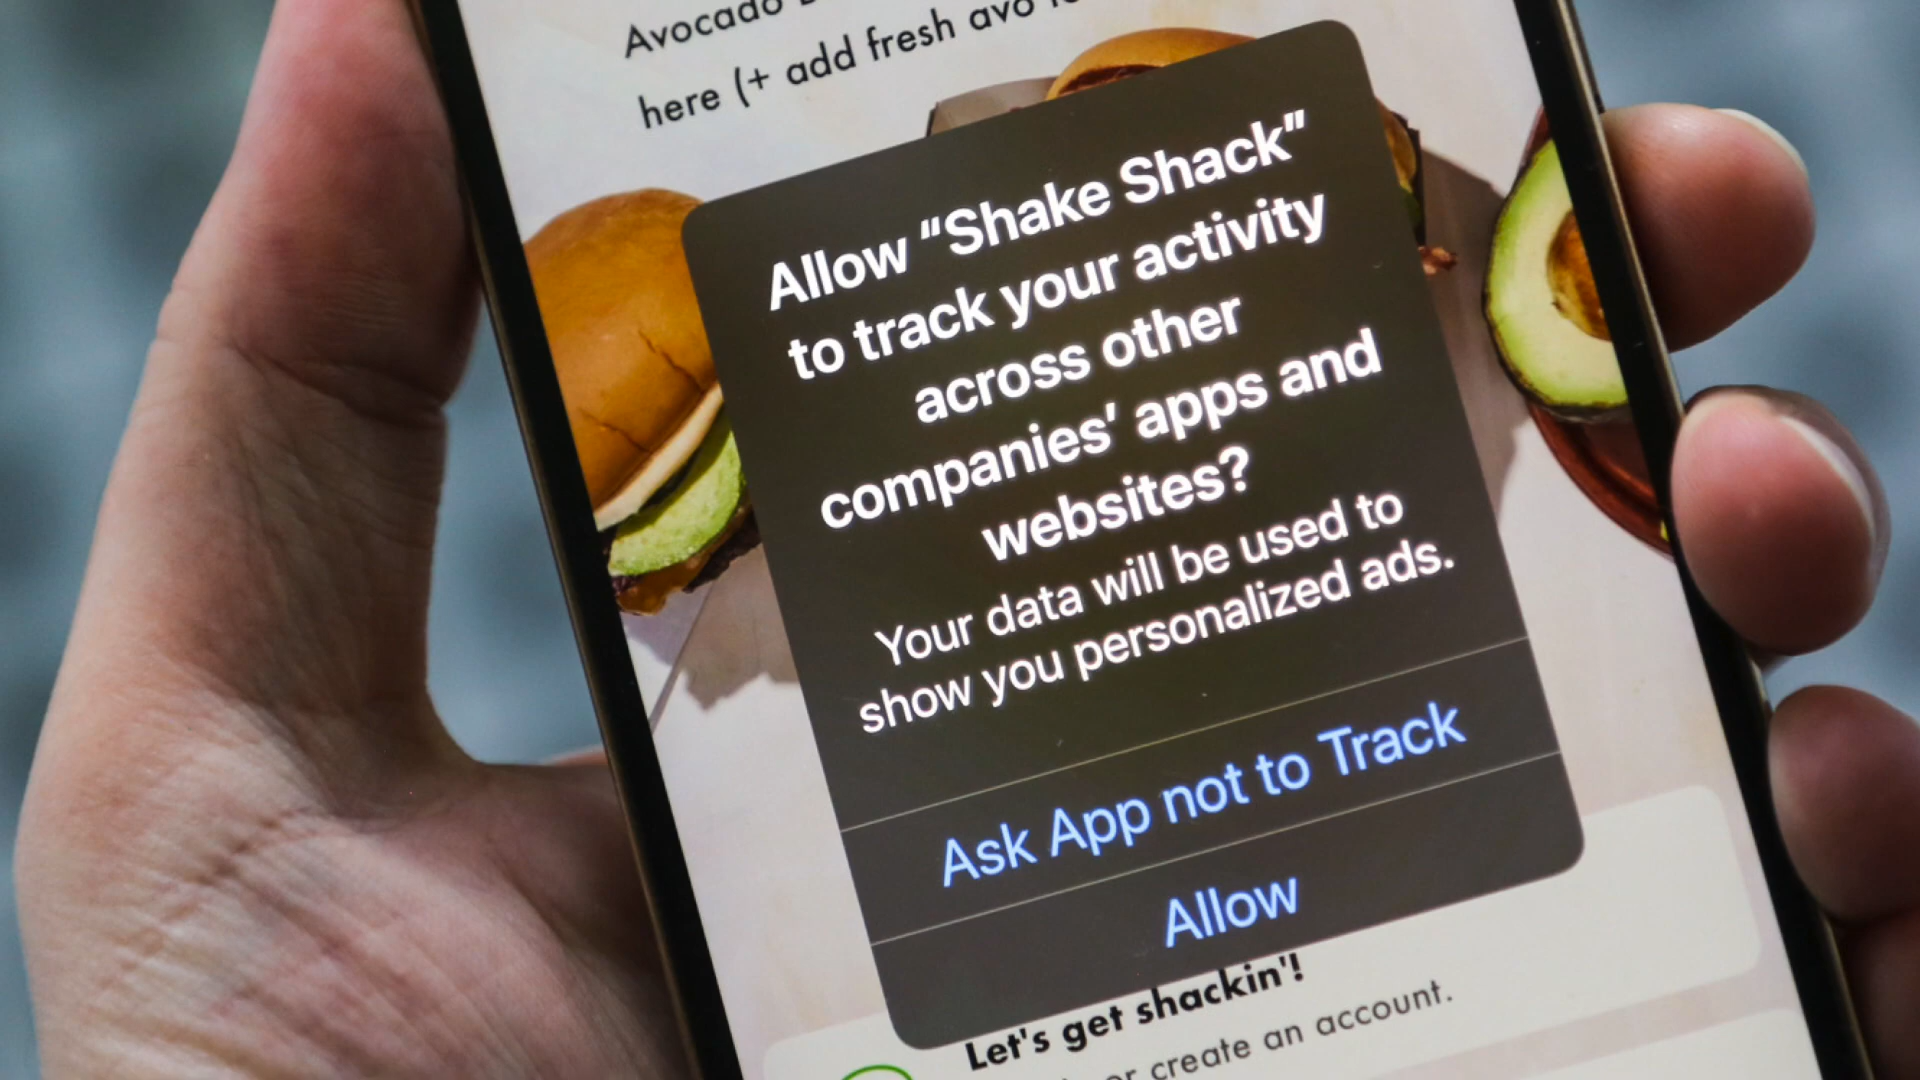 Avocado
here (+ add fresh avo
Allow “Shake Shack”
to track your activity
across other
companies’ apps and
websites?
Your data will be used to
show you personalized ads.
Ask App not to Track
Allow
Let's get shackin'!
or create an account.